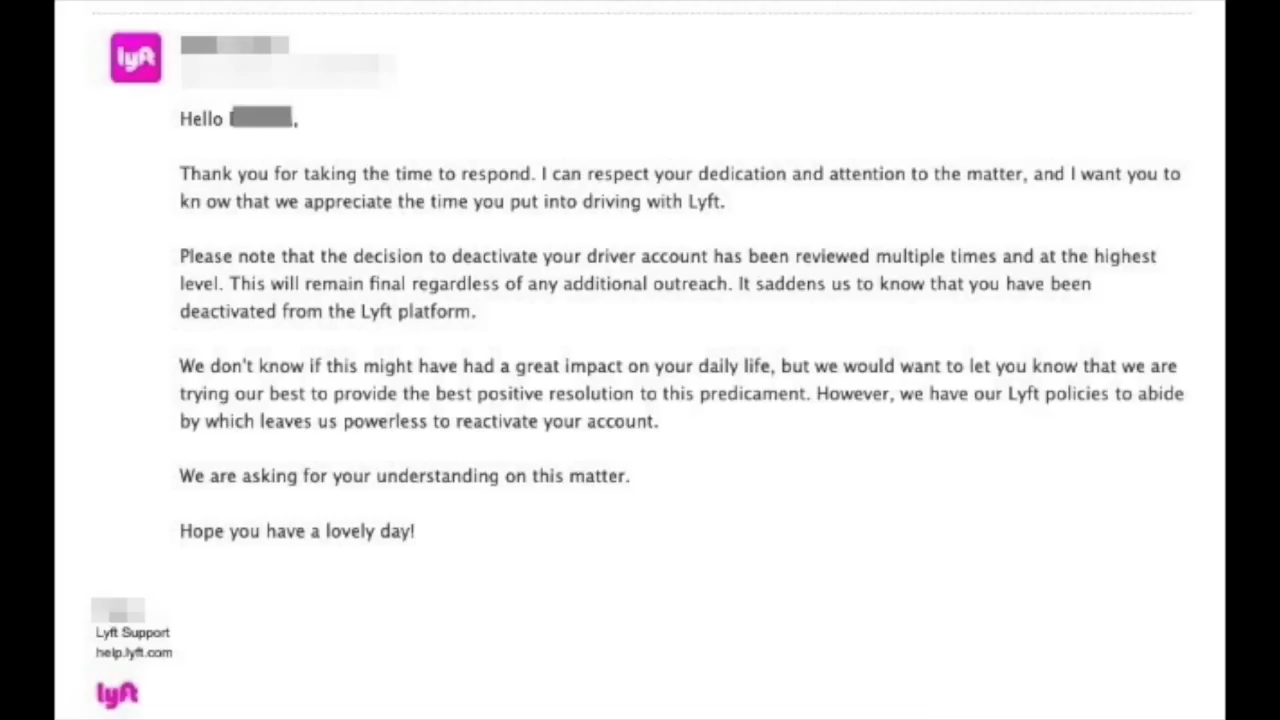 lyft
Hello
Thank you for taking the time to respond. I can respect your dedication and attention to the matter, and I want you to
kn ow that we appreciate the time you put into driving with Lyft.
Please note that the decision to deactivate your driver account has been reviewed multiple times and at the highest
level. This will remain final regardless of any additional outreach. It saddens us to know that you have been
deactivated from the Lyft platform.
We don't know if this might have had a great impact on your daily life, but we would want to let you know that we are
trying our best to provide the best positive resolution to this predicament. However, we have our Lyft policies to abide
by which leaves us powerless to reactivate your account.
We are asking for your understanding on this matter.
Hope you have a lovely day!
Lyft Support
help.lyft.com
lyft